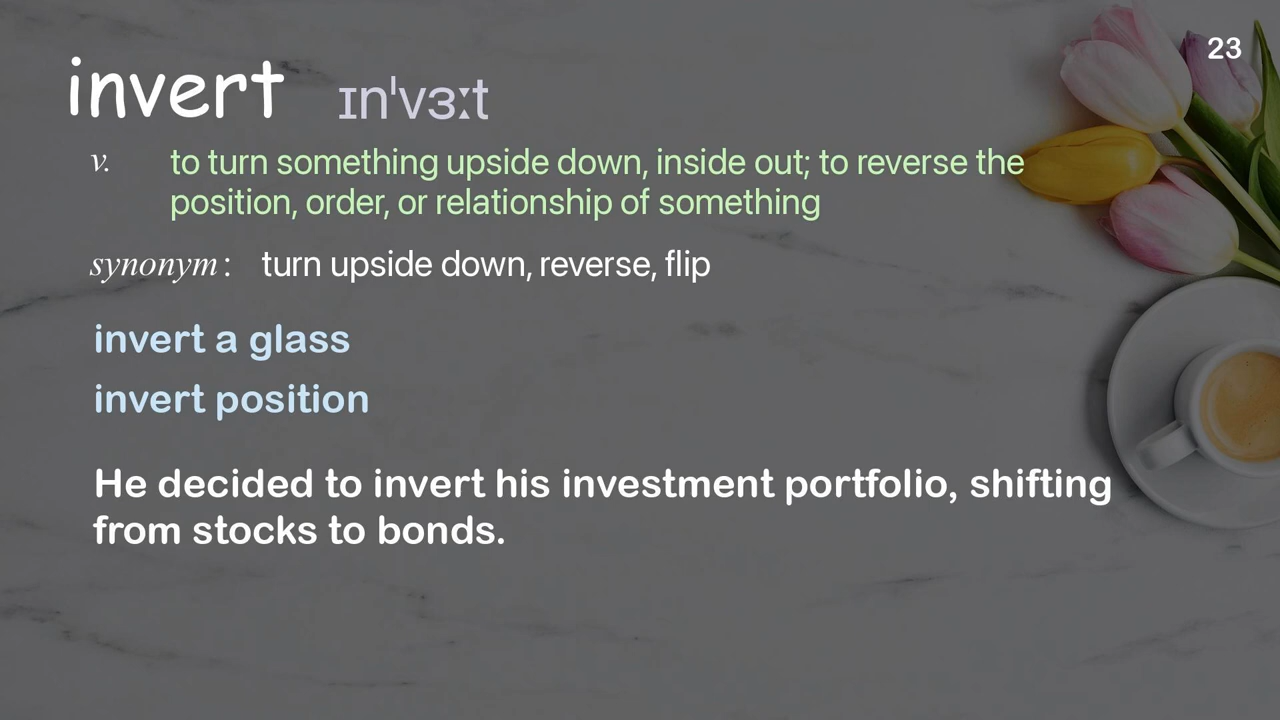 23
invert ɪnˈvɜːt
v. to turn something upside down, inside out; to reverse the
position, order, or relationship of something
synonym : turn upside down, reverse, flip
invert a glass
invert position
He decided to invert his investment portfolio, shifting
from stocks to bonds.